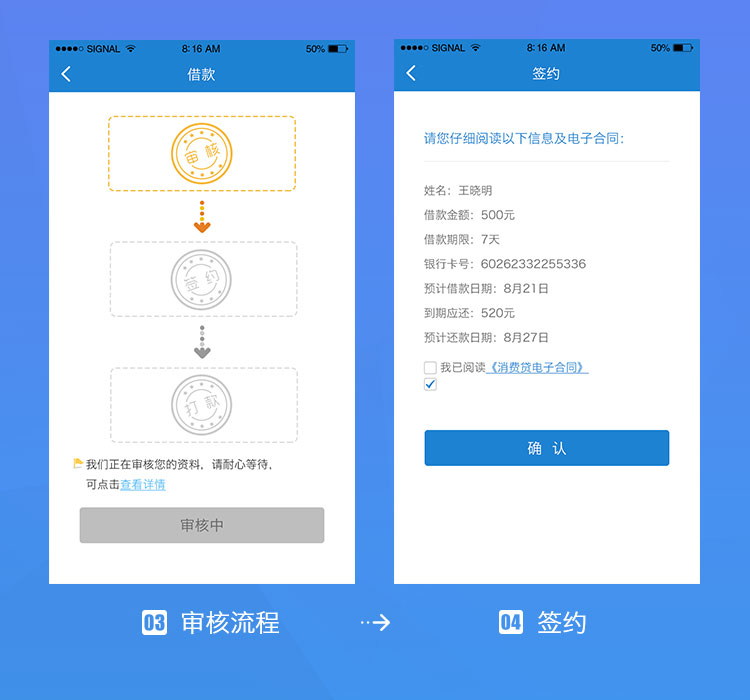 SIGNAL 8:16 AM 50%
借款
审核
签约
打款
我们正在审核您的资料，请耐心等待，
可点击查看详情
审核中
03 审核流程
SIGNAL 8:16 AM 50%
签约
请您仔细阅读以下信息及电子合同：
姓名：王晓明
借款金额：500元
借款期限：7天
银行卡号：60262332255336
预计借款日期：8月21日
到期应还：520元
预计还款日期：8月27日
我已阅读《消费贷电子合同》
确 认
04 签约